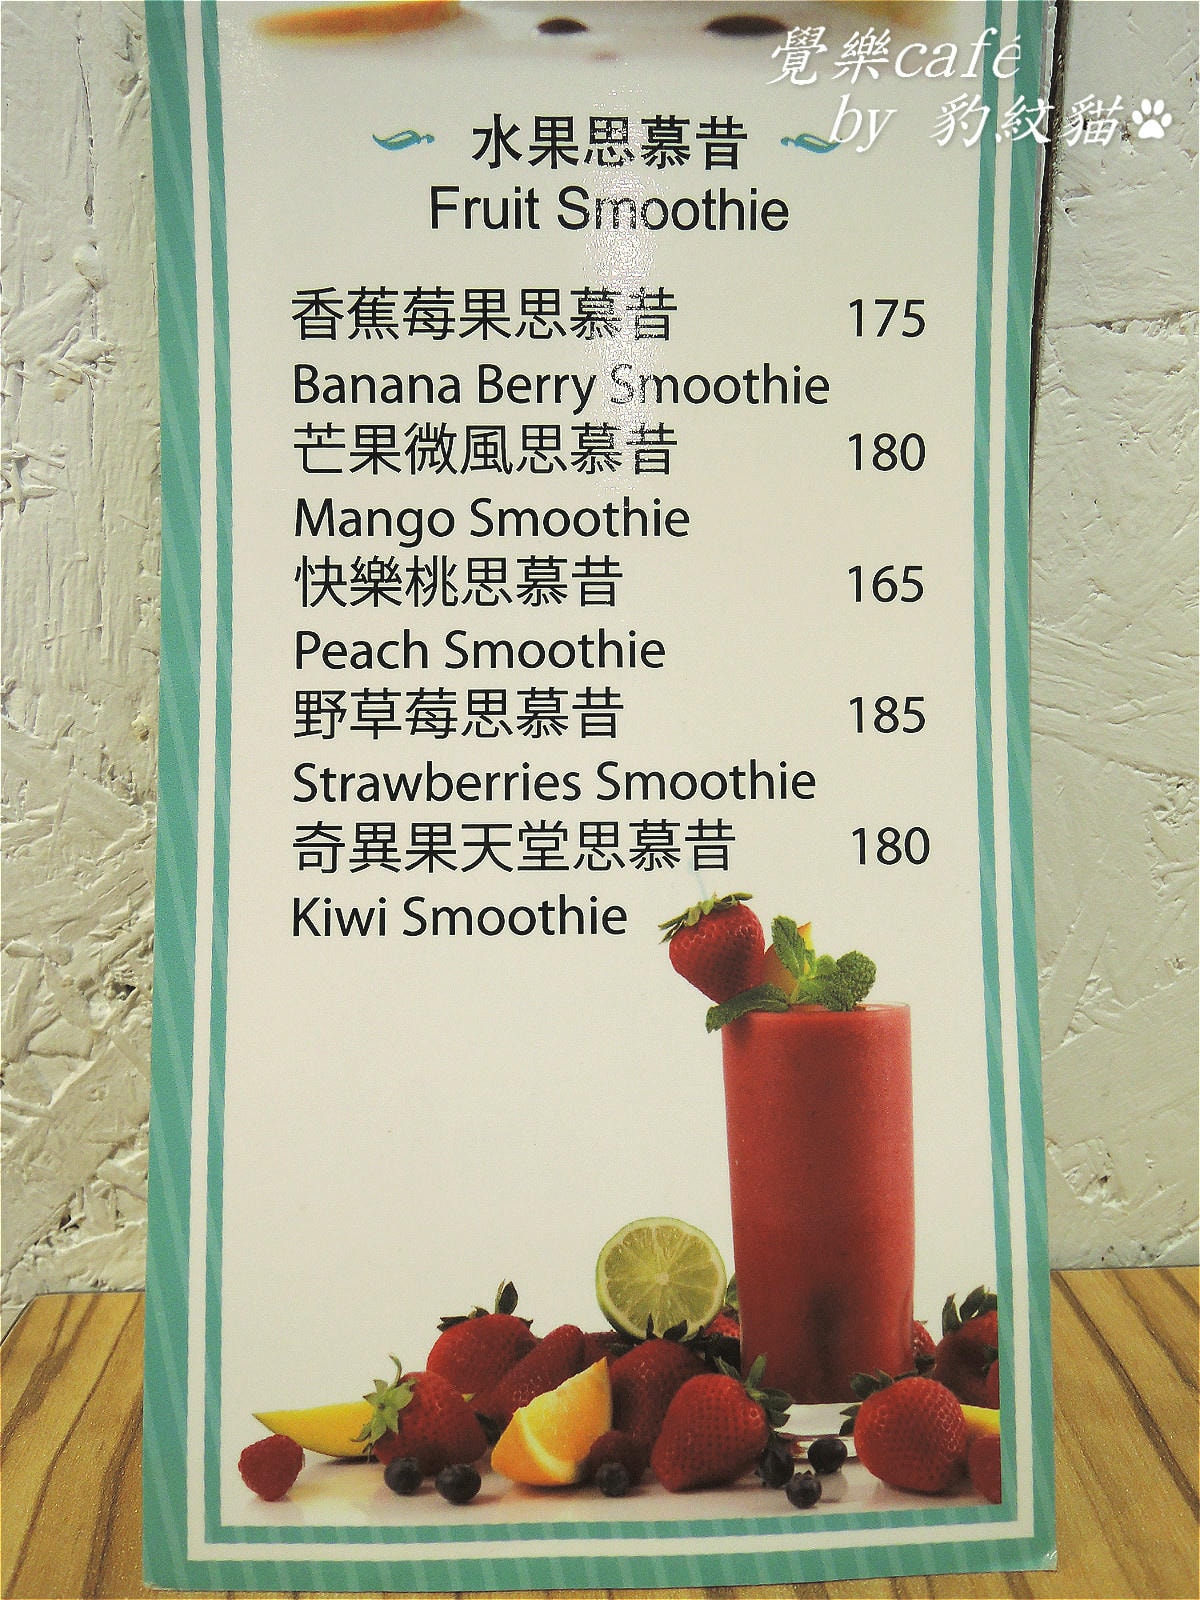 覺樂café
by 豹紋貓
水果思慕昔
Fruit Smoothie
香蕉莓果思慕昔 175
Banana Berry Smoothie
芒果微風思慕昔 180
Mango Smoothie
快樂桃思慕昔 165
Peach Smoothie
野草莓思慕昔 185
Strawberries Smoothie
奇異果天堂思慕昔 180
Kiwi Smoothie